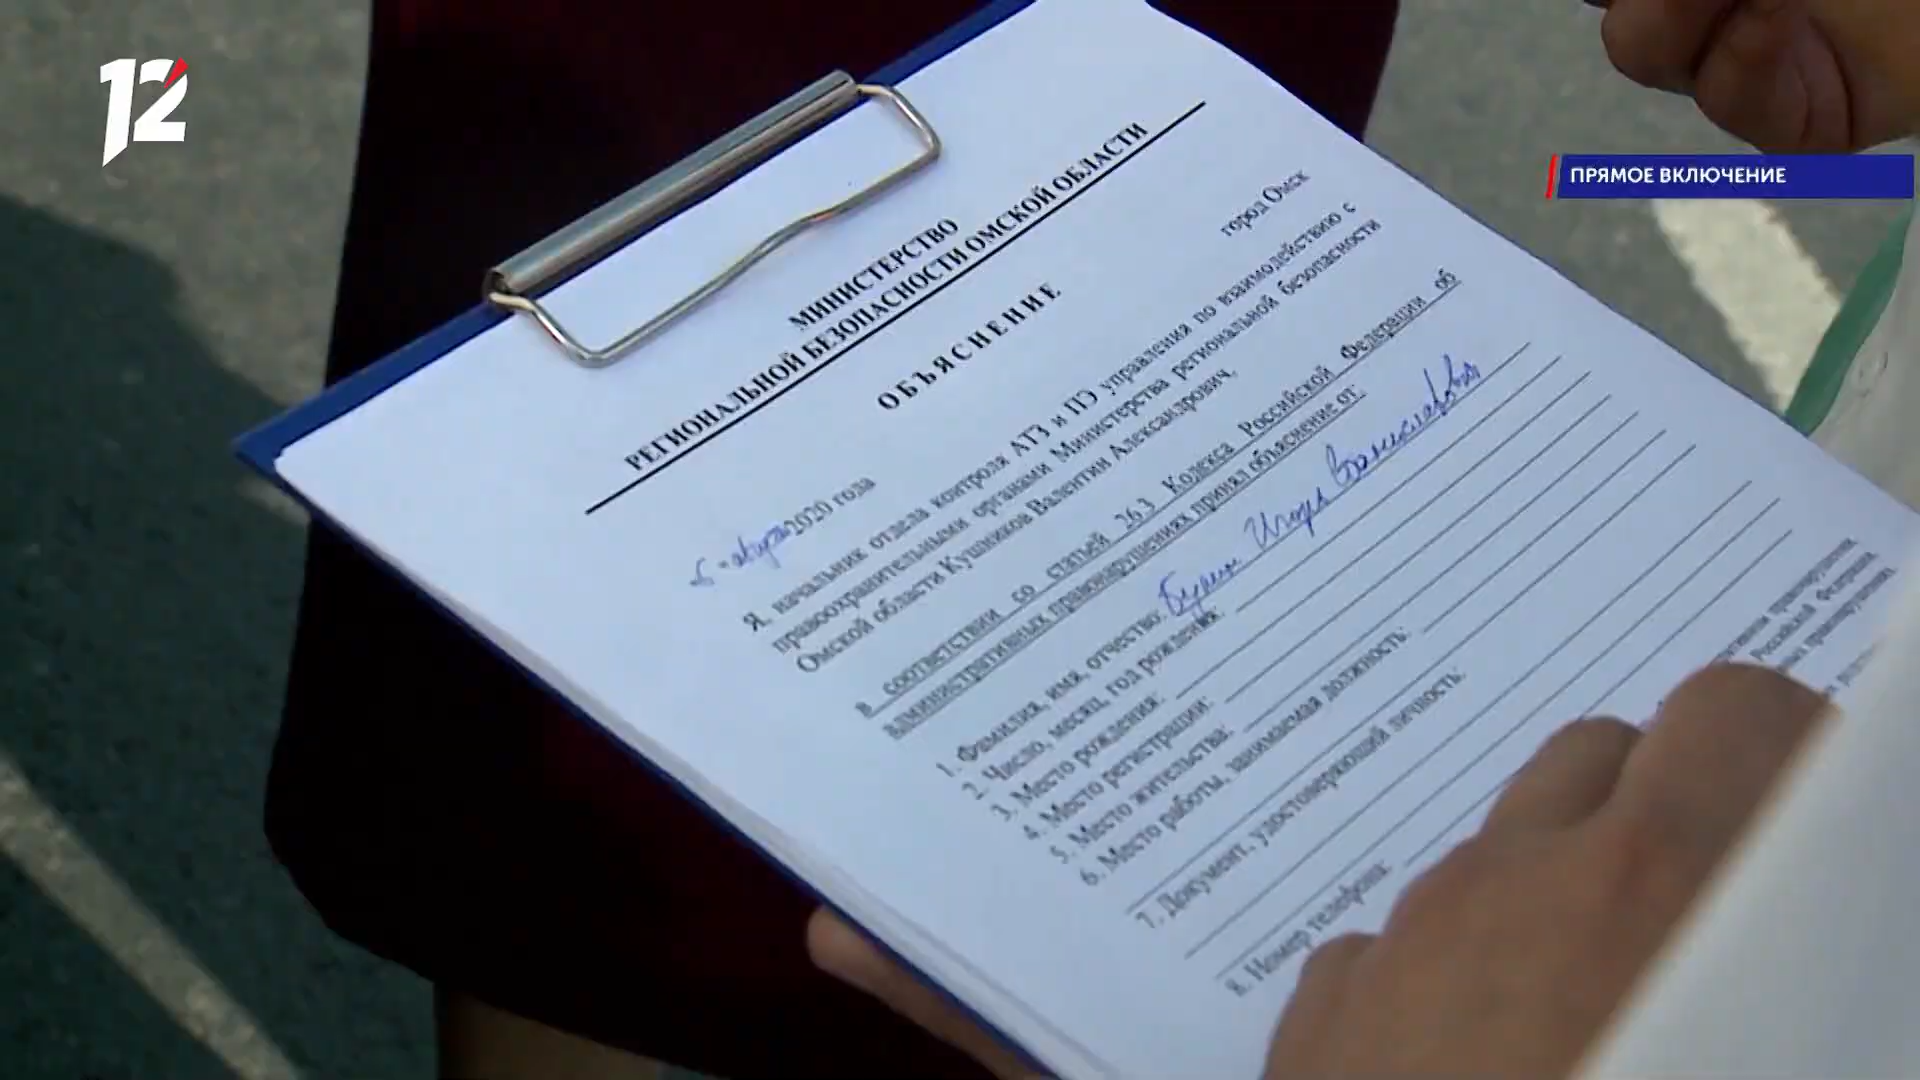 12
ПРЯМОЕ ВКЛЮЧЕНИЕ
МИНИСТЕРСТВО
РЕГИОНАЛЬНОЙ БЕЗОПАСНОСТИ ОМСКОЙ ОБЛАСТИ
О Б Ъ Я С Н Е Н И Е
город Омск
2020 года
Я, начальник отдела контроля АТЗ и ПЭ управления по взаимодействию с
правоохранительными органами Министерства региональной безопасности
Омской области Кушников Валентин Александрович,
в соответствии со статьей 26.3 Кодекса Российской Федерации об
административных правонарушениях принял объяснение от:
1. Фамилия, имя, отчество:
2. Число, месяц, год рождения:
3. Место рождения:
4. Место регистрации:
5. Место жительства:
6. Место работы, занимаемая должность:
7. Документ, удостоверяющий личность:
8. Номер телефона:
Российской Федерации,